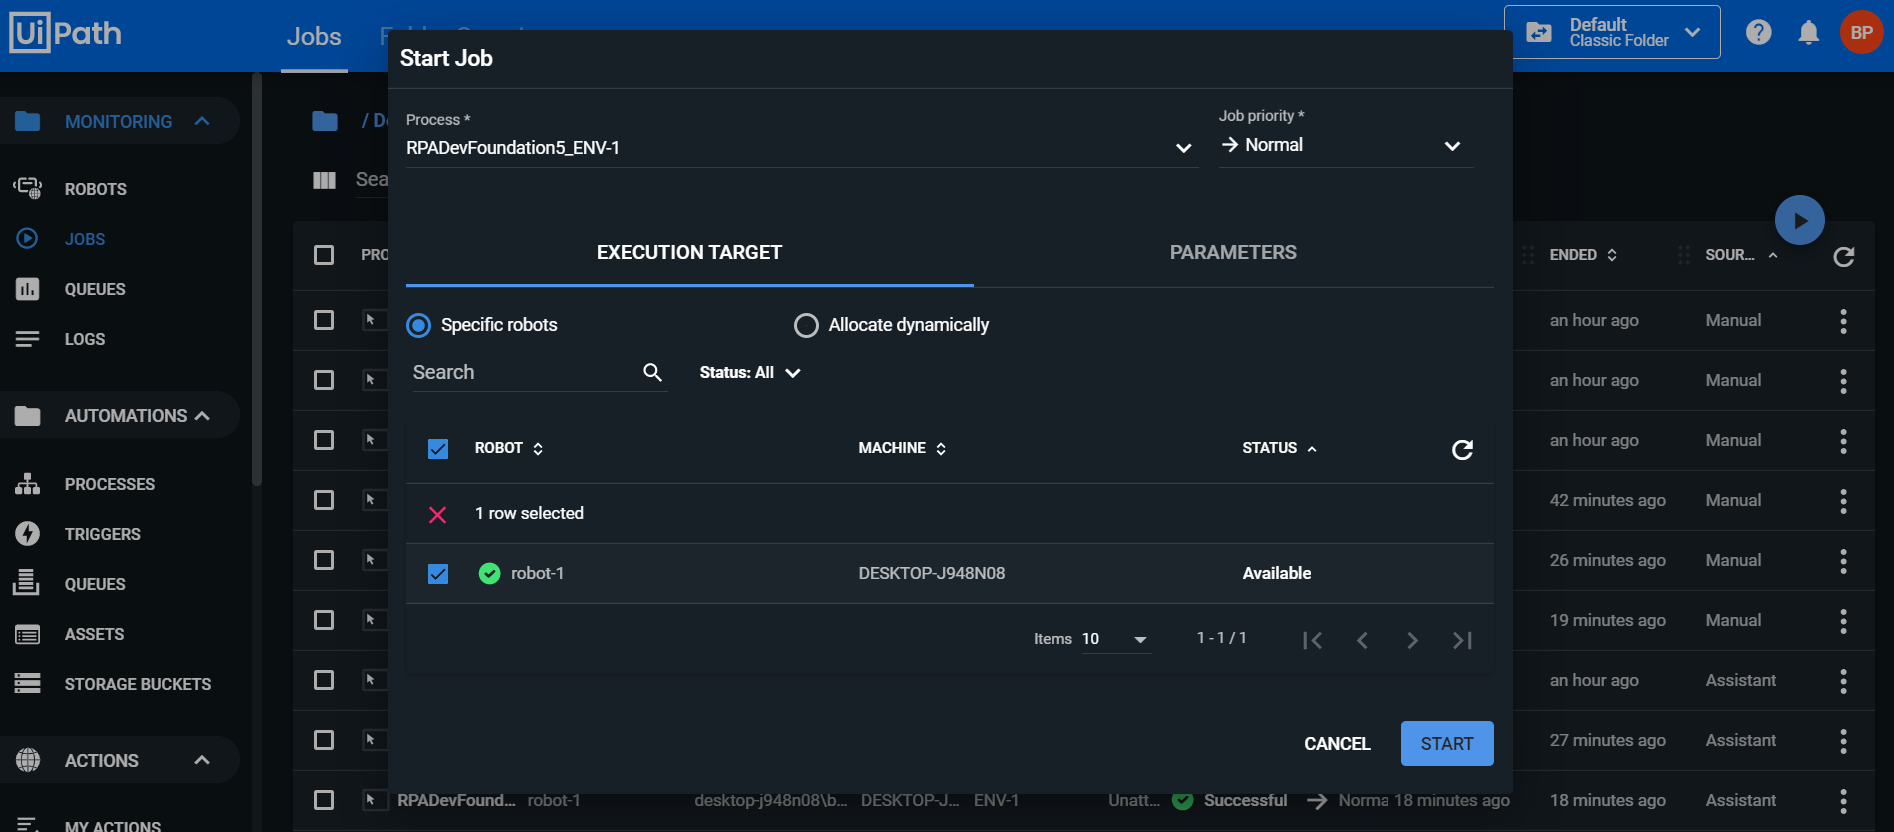 UiPath
Jobs
Default
Classic Folder
BP
Start Job
MONITORING
ROBOTS
JOBS
QUEUES
LOGS
AUTOMATIONS
PROCESSES
TRIGGERS
QUEUES
ASSETS
STORAGE BUCKETS
ACTIONS
MY ACTIONS
Process *
RPADevFoundation5_ENV-1
Job priority *
Normal
EXECUTION TARGET
PARAMETERS
Specific robots
Allocate dynamically
Search
Status: All
ROBOT
MACHINE
STATUS
1 row selected
robot-1
DESKTOP-J948N08
Available
Items 10
1 - 1 / 1
CANCEL
START
ENDED
SOUR...
an hour ago Manual
an hour ago Manual
an hour ago Manual
42 minutes ago Manual
26 minutes ago Manual
19 minutes ago Manual
an hour ago Assistant
27 minutes ago Assistant
RPADevFound... robot-1 desktop-j948n08\b... DESKTOP-J... ENV-1 Unatt... Successful Norma 18 minutes ago 18 minutes ago Assistant